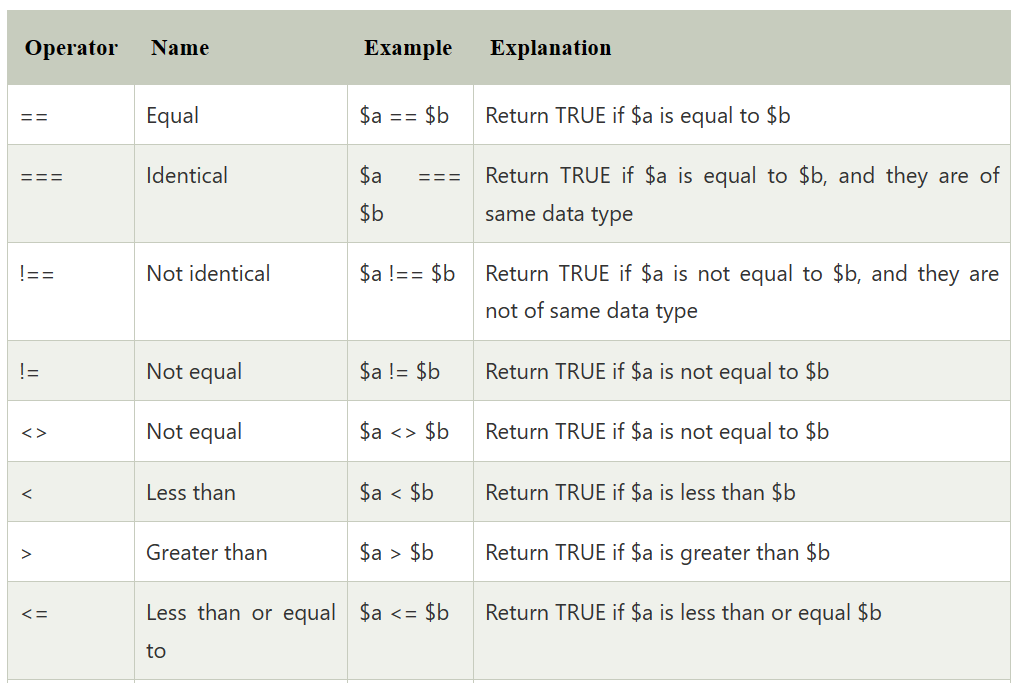 Operator Name Example Explanation
== Equal $a == $b Return TRUE if $a is equal to $b
=== Identical $a === Return TRUE if $a is equal to $b, and they are of
$b same data type
!== Not identical $a !== $b Return TRUE if $a is not equal to $b, and they are
not of same data type
!= Not equal $a != $b Return TRUE if $a is not equal to $b
<> Not equal $a <> $b Return TRUE if $a is not equal to $b
< Less than $a < $b Return TRUE if $a is less than $b
> Greater than $a > $b Return TRUE if $a is greater than $b
<= Less than or equal $a <= $b Return TRUE if $a is less than or equal $b
to